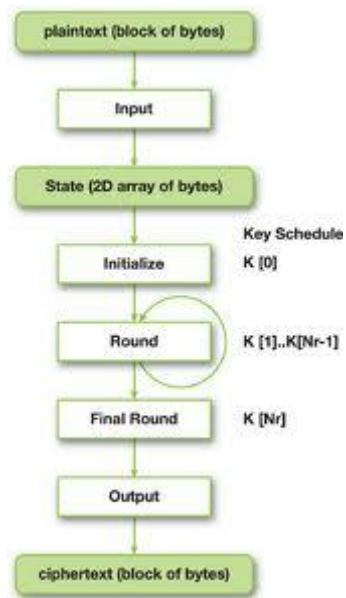 plaintext (block of bytes)
Input
State (2D array of bytes)
Key Schedule
Initialize
K [0]
Round
K [1]..K[Nr-1]
Final Round
K [Nr]
Output
ciphertext (block of bytes)